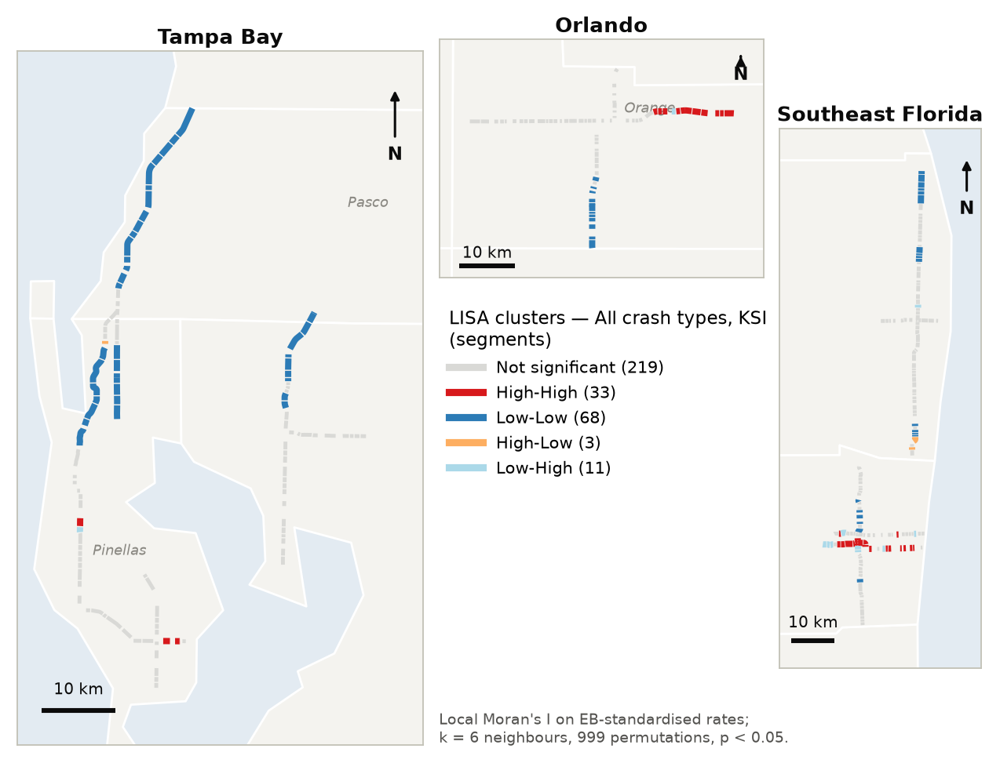 Tampa Bay
N
Pasco
Pinellas
10 km
Orlando
N
Orange
10 km
Southeast Florida
N
10 km
LISA clusters — All crash types, KSI
(segments)
Not significant (219)
High-High (33)
Low-Low (68)
High-Low (3)
Low-High (11)
Local Moran's I on EB-standardised rates;
k = 6 neighbours, 999 permutations, p < 0.05.